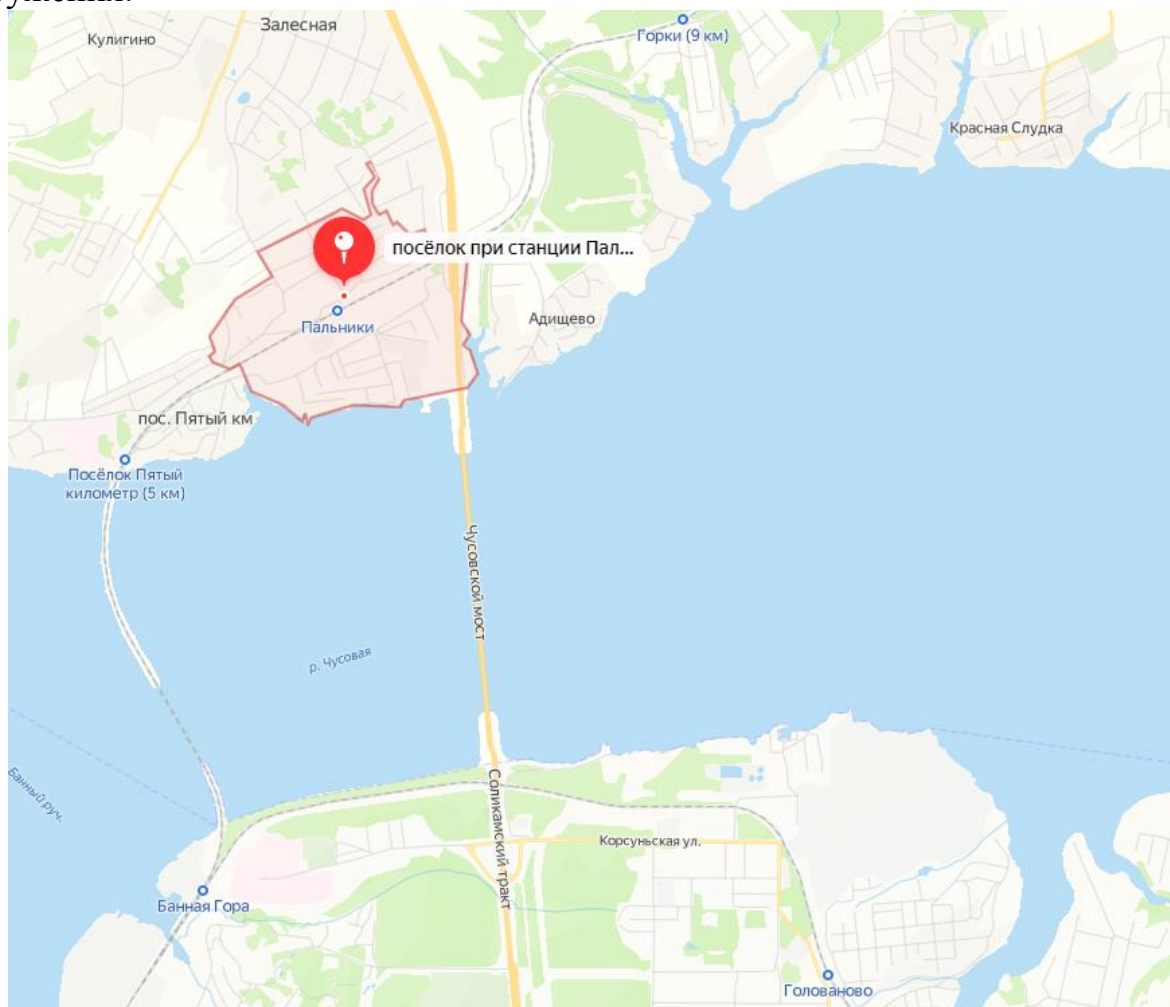 Залесная
Кулигино
Горки (9 км)
Красная Слудка
посёлок при станции Пал...
Пальники
Адищево
пос. Пятый км
Посёлок Пятый
километр (5 км)
Чусовской мост
р. Чусовая
Банный руч.
Соликамский тракт
Корсуньская ул.
Банная Гора
Голованово